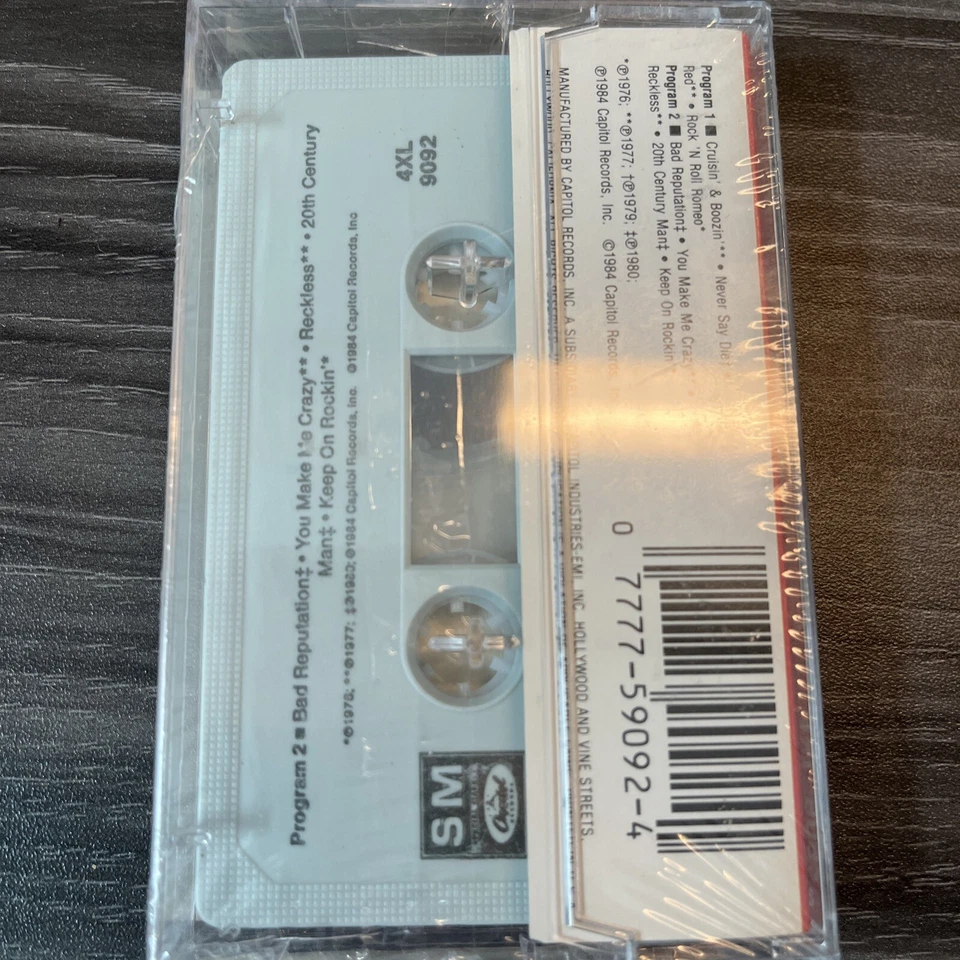 Program 1 ■ Cruisin' & Boozin'** • Never Say Die†
Red** • Rock 'N Roll Romeo*
Program 2 ■ Bad Reputation‡ • You Make Me Crazy**
Reckless** • 20th Century Man‡ • Keep On Rockin'
*℗1976; **℗1977; †℗1979; ‡℗1980;
℗1984 Capitol Records, Inc. ©1984 Capitol Records
MANUFACTURED BY CAPITOL RECORDS, INC. A SUBS INDUSTRIES-EMI, INC. HOLLYWOOD AND VINE STREETS,
0 7777-59092-4
4XL
9092
Program 2 ■ Bad Reputation‡ • You Make Me Crazy** • Reckless** • 20th Century
Man‡ • Keep On Rockin'*
*℗1976; **℗1977; ‡℗1980; ℗1984 Capitol Records, Inc. ©1984 Capitol Records, Inc
SM
Capitol